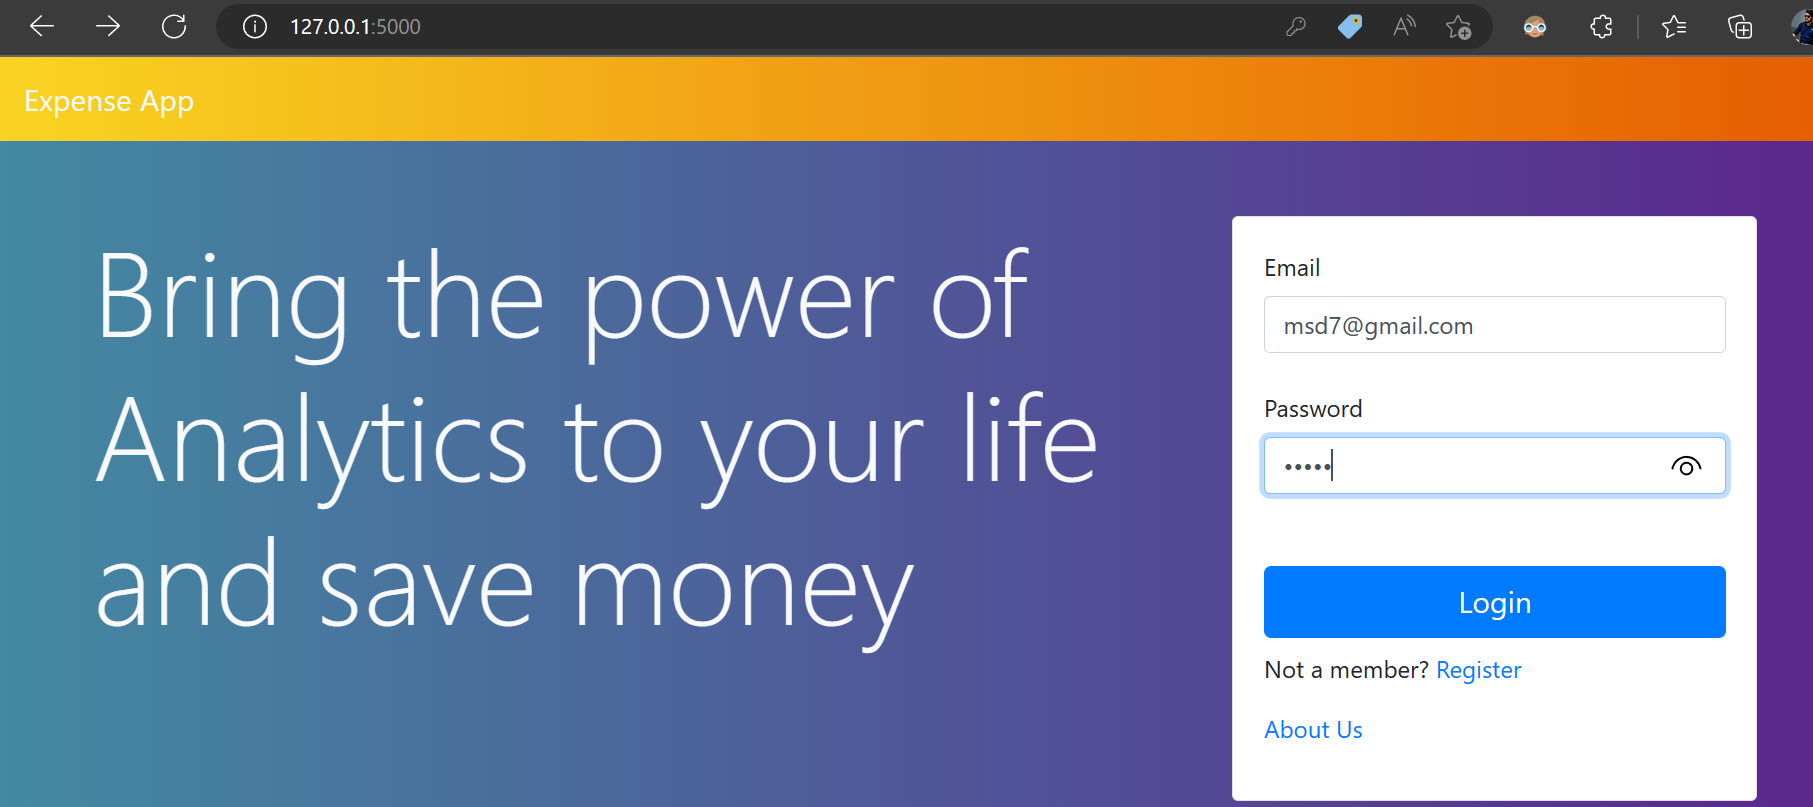 127.0.0.1:5000
Expense App
Bring the power of
Analytics to your life
and save money
Email
msd7@gmail.com
Password
•••••
Login
Not a member? Register
About Us